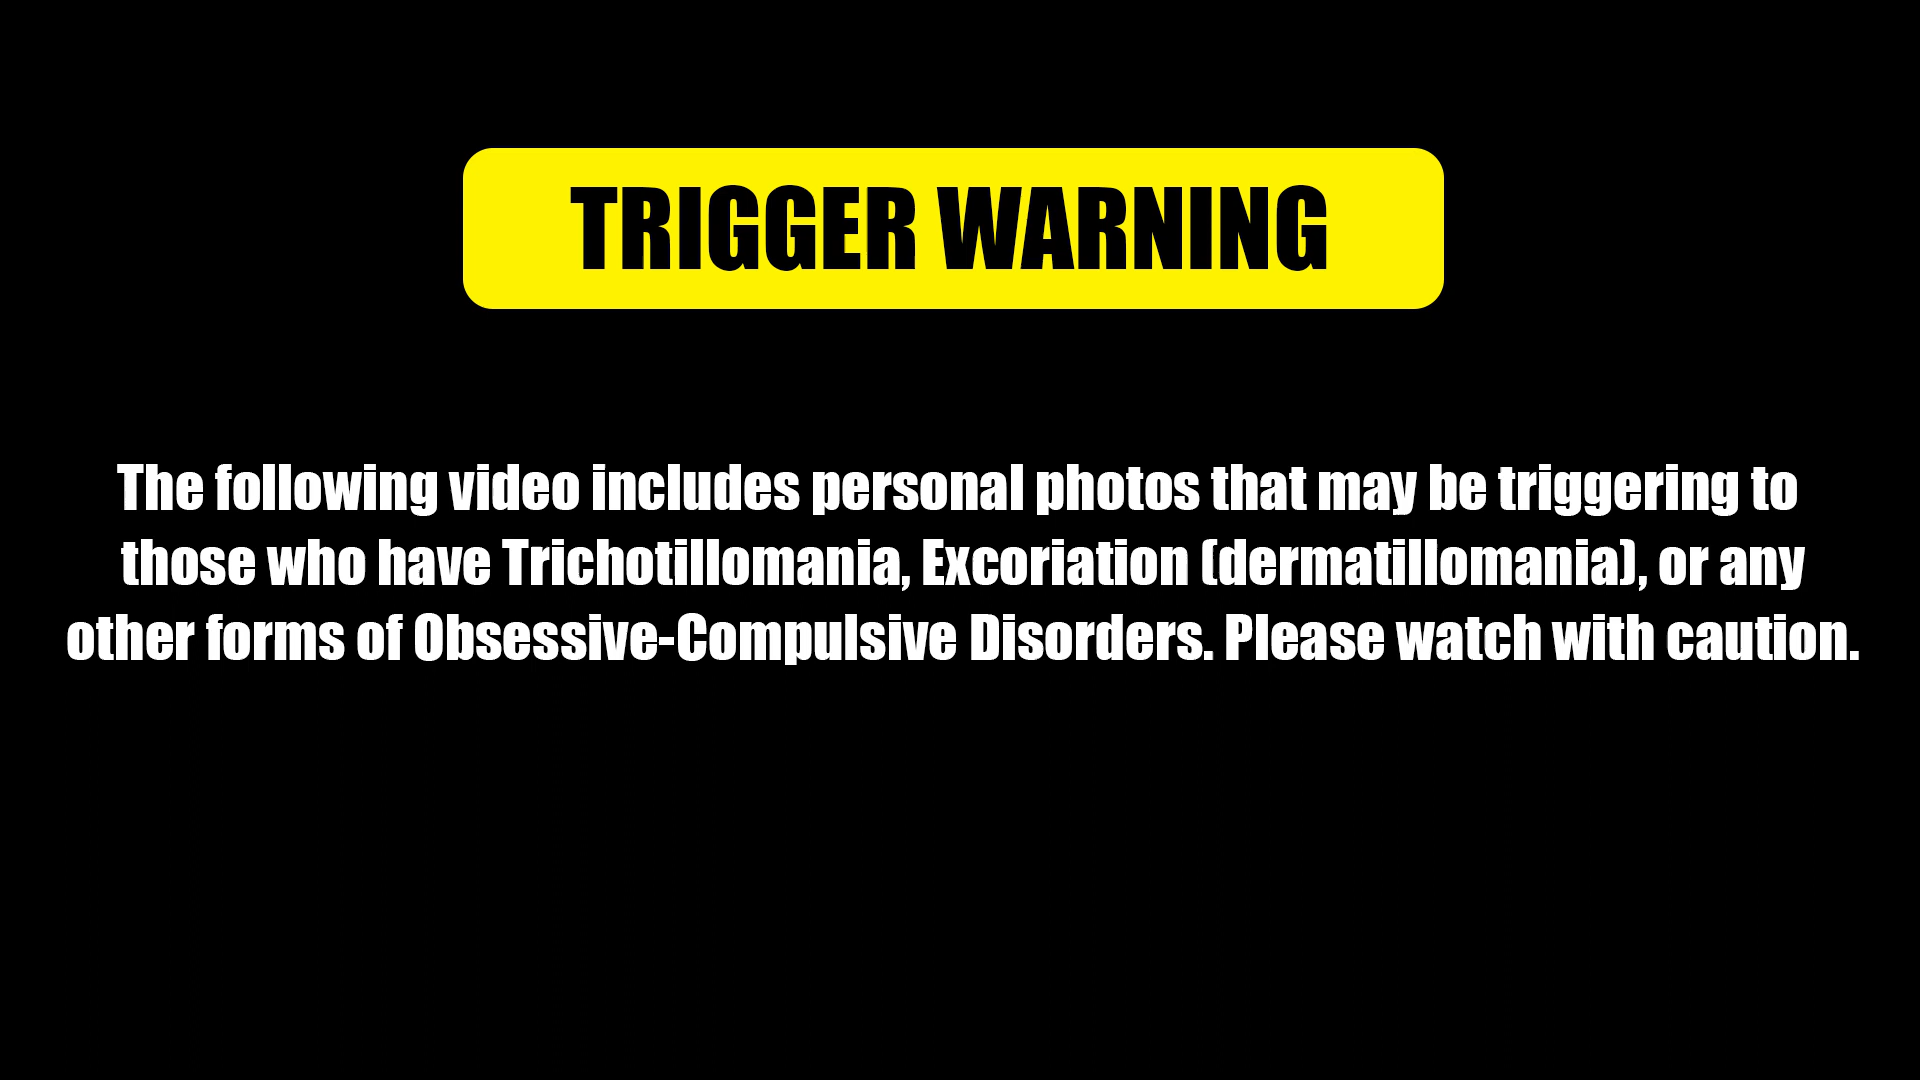 TRIGGER WARNING
The following video includes personal photos that may be triggering to
those who have Trichotillomania, Excoriation (dermatillomania), or any
other forms of Obsessive-Compulsive Disorders. Please watch with caution.